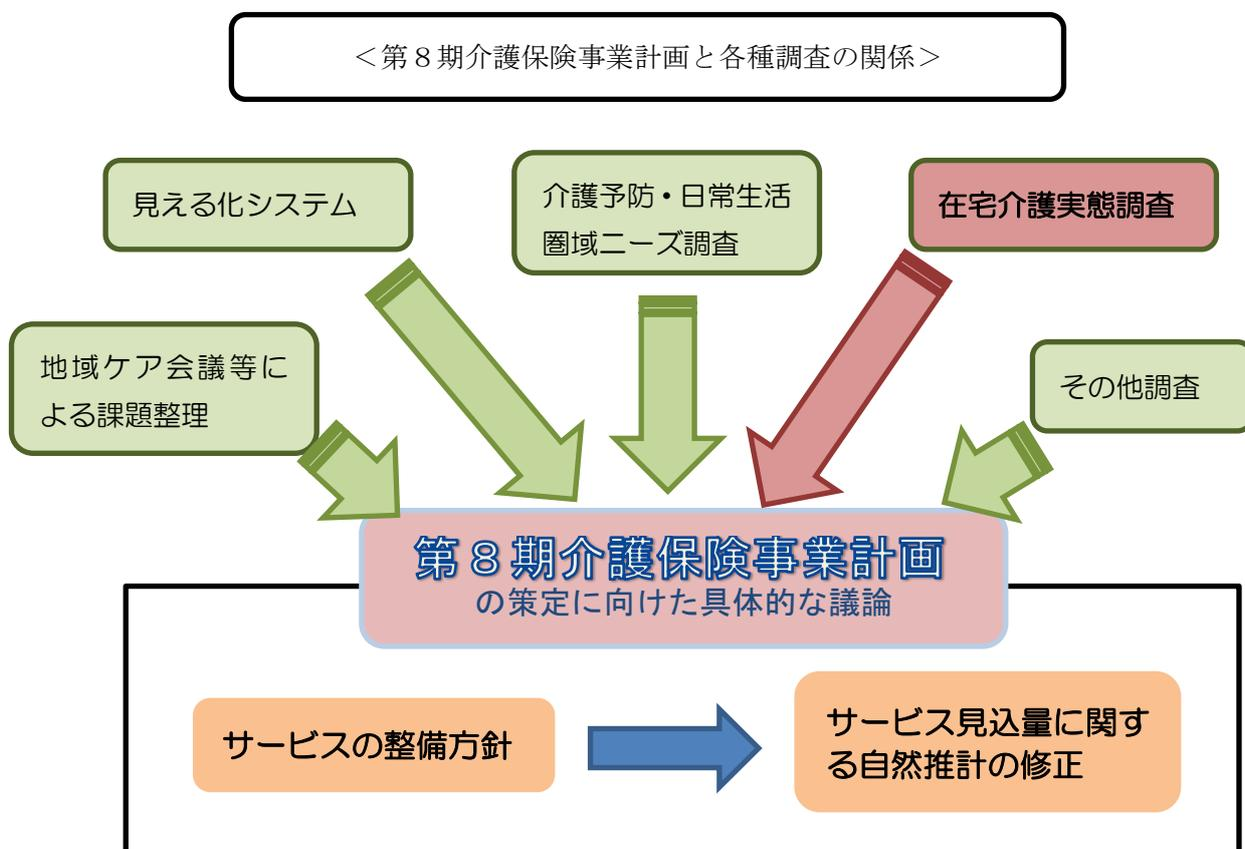 ＜第８期介護保険事業計画と各種調査の関係＞
見える化システム
介護予防・日常生活
圏域ニーズ調査
在宅介護実態調査
地域ケア会議等に
よる課題整理
その他調査
第８期介護保険事業計画
の策定に向けた具体的な議論
サービスの整備方針
サービス見込量に関す
る自然推計の修正